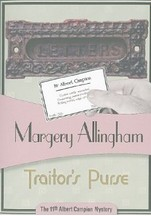 LETTERS
Mr Albert Campion
Margery Allingham
Traitor's Purse
The 11th Albert Campion Mystery